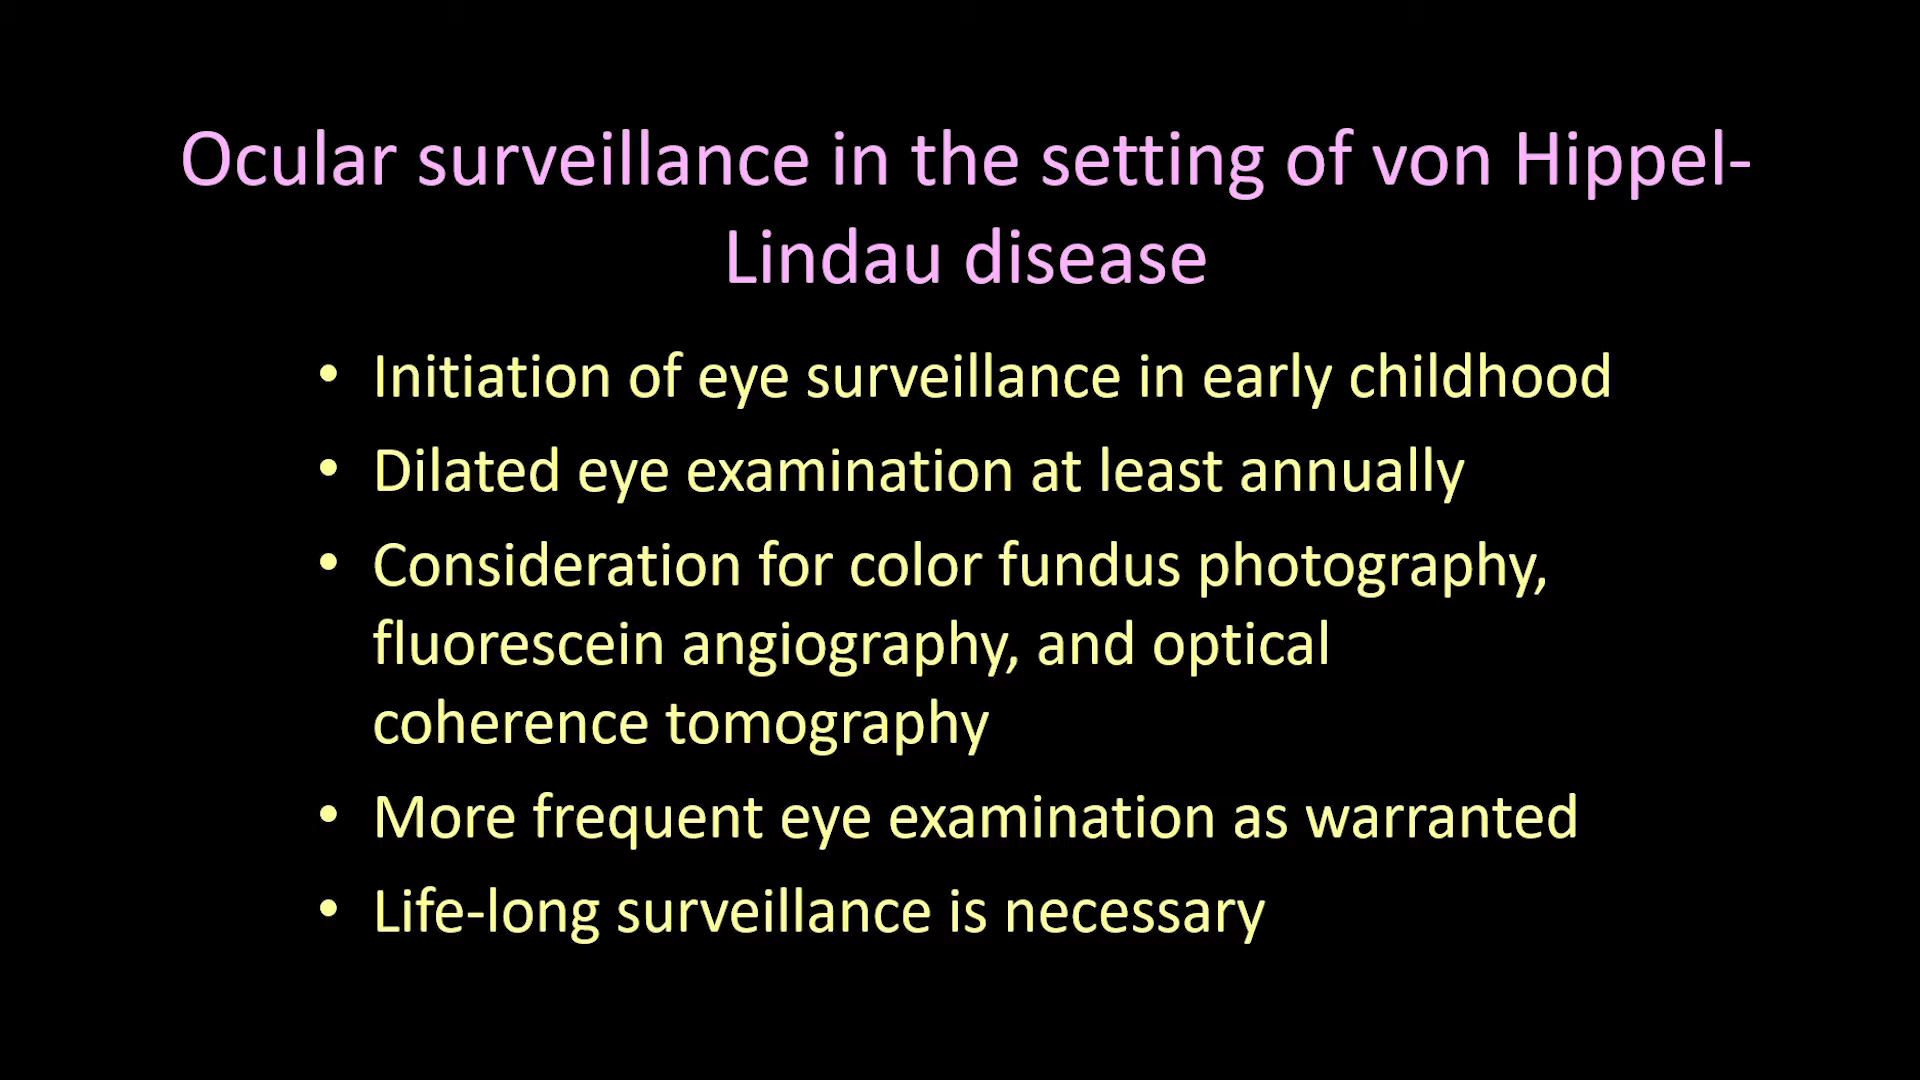 Ocular surveillance in the setting of von Hippel-
Lindau disease
• Initiation of eye surveillance in early childhood
• Dilated eye examination at least annually
• Consideration for color fundus photography,
fluorescein angiography, and optical
coherence tomography
• More frequent eye examination as warranted
• Life-long surveillance is necessary